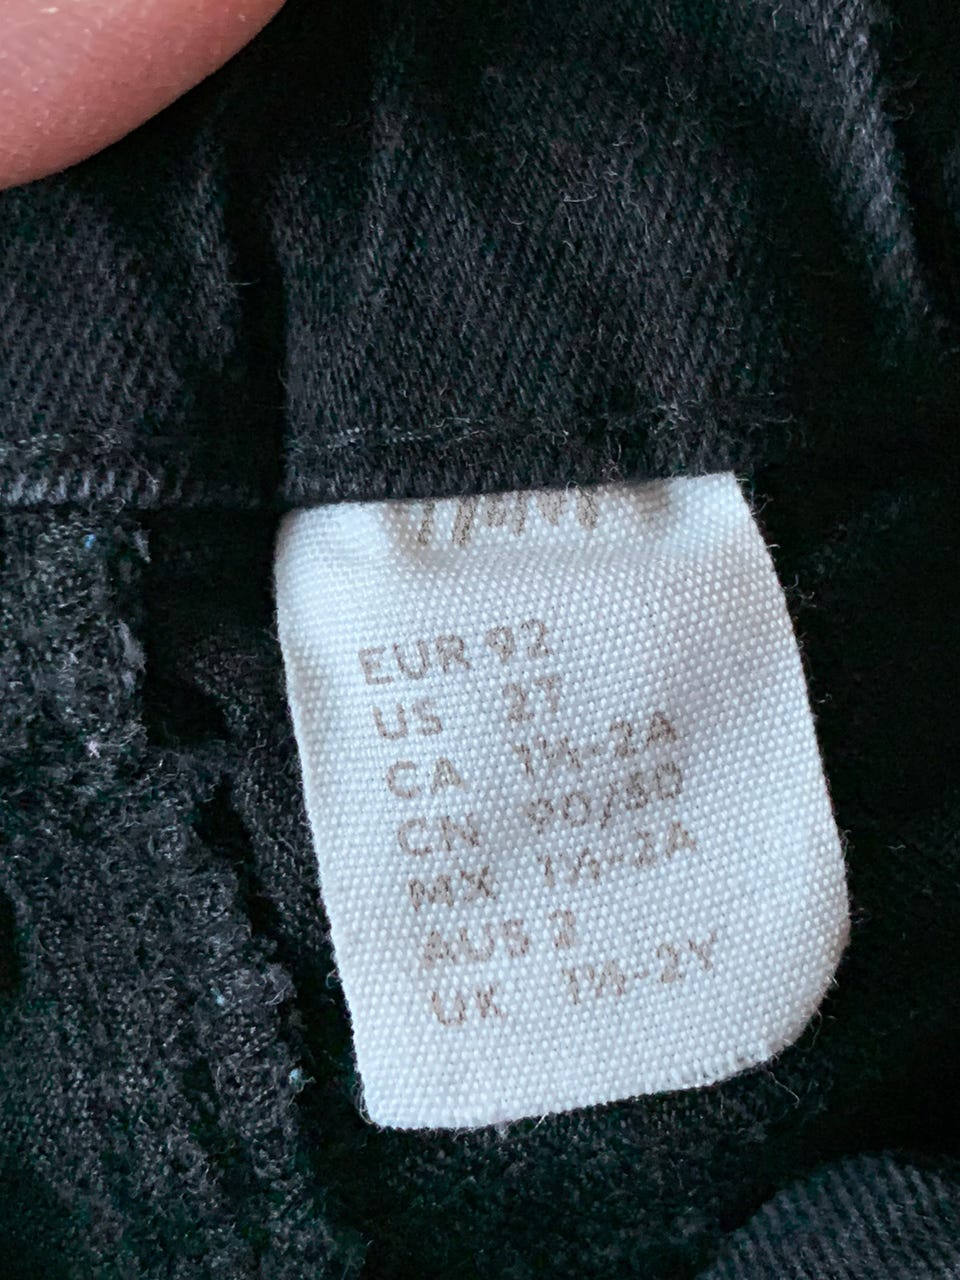 EUR 92
US 2T
CA 1½-2A
CN 90/50
MX 1½-2A
AUS 2
UK 1½-2Y